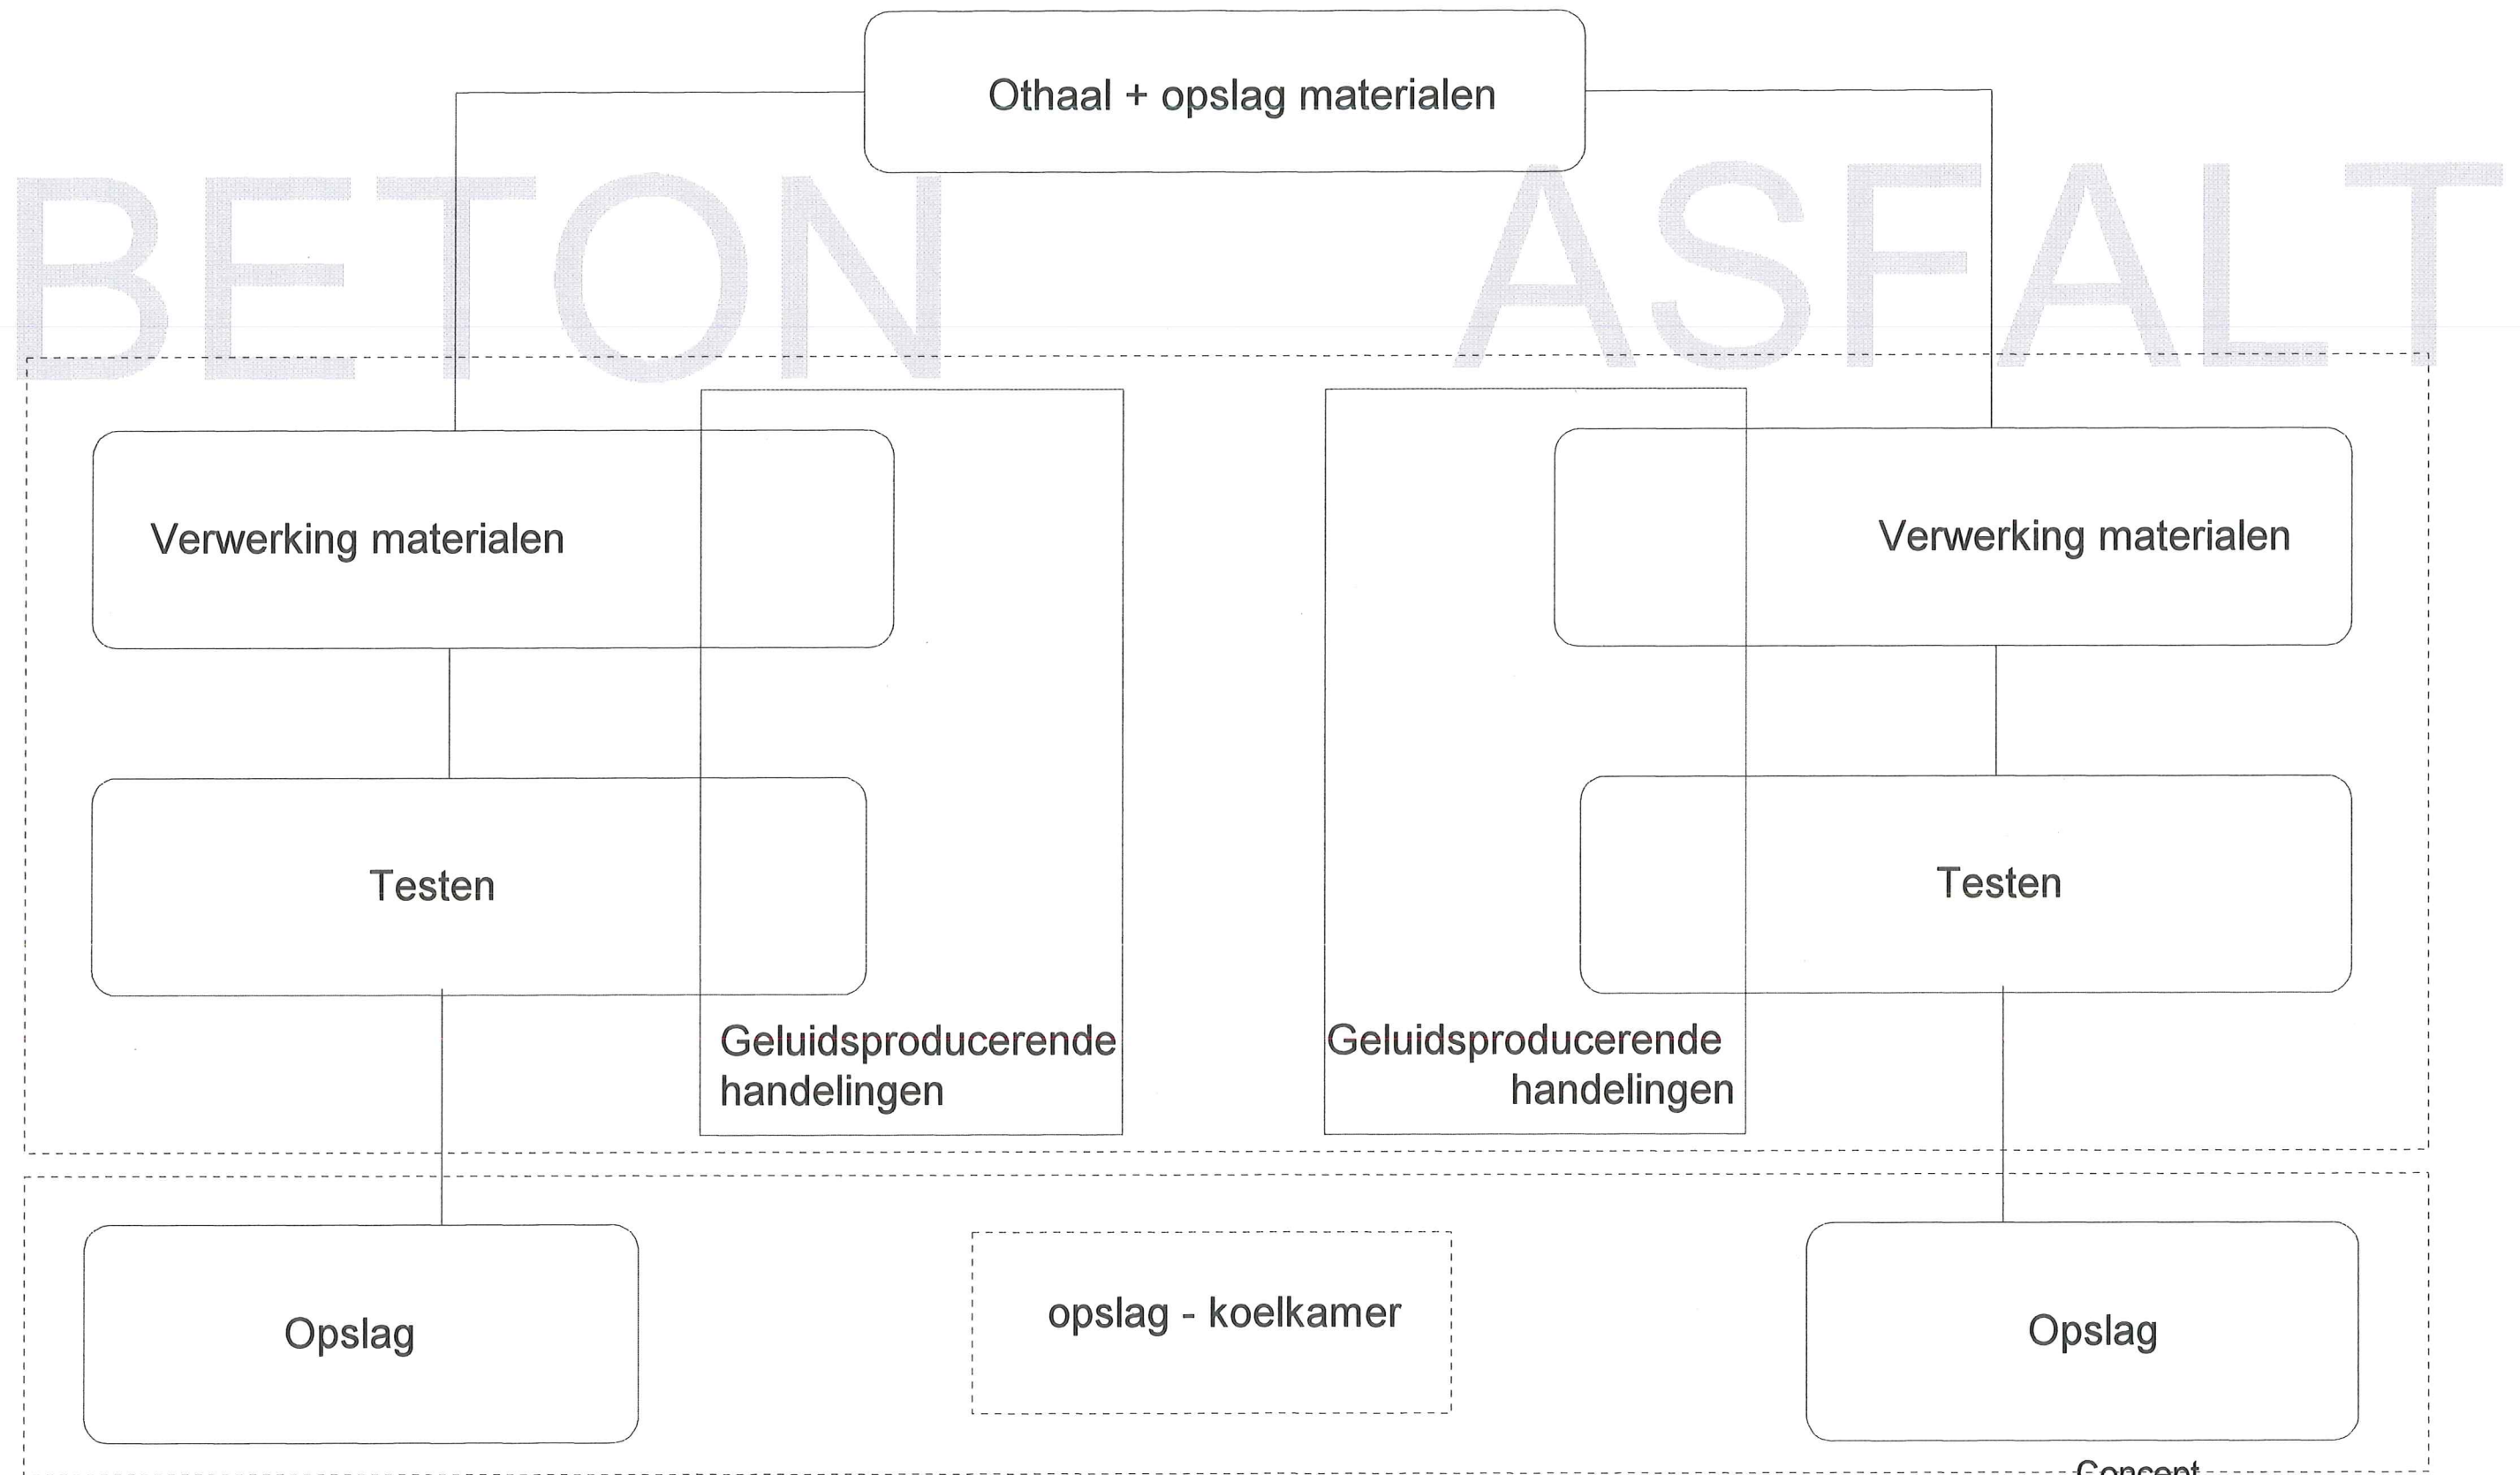 Othaal + opslag materialen
BETON
ASFALT
Verwerking materialen
Verwerking materialen
Testen
Testen
Geluidsproducerende
handelingen
Geluidsproducerende
handelingen
Opslag
opslag - koelkamer
Opslag
Concept